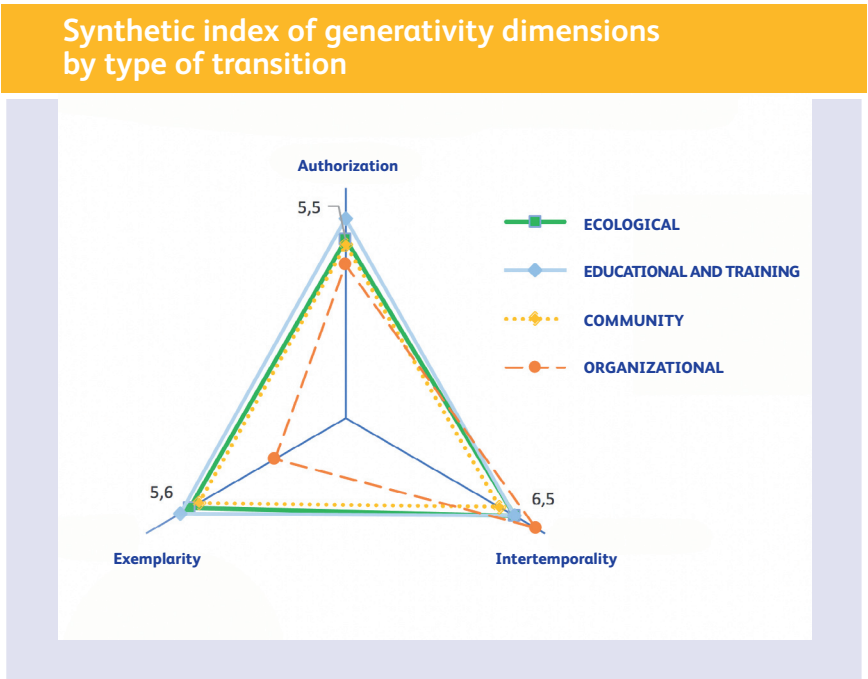 Synthetic index of generativity dimensions
by type of transition
Authorization
5,5
ECOLOGICAL
EDUCATIONAL AND TRAINING
COMMUNITY
ORGANIZATIONAL
5,6
6,5
Exemplarity
Intertemporality